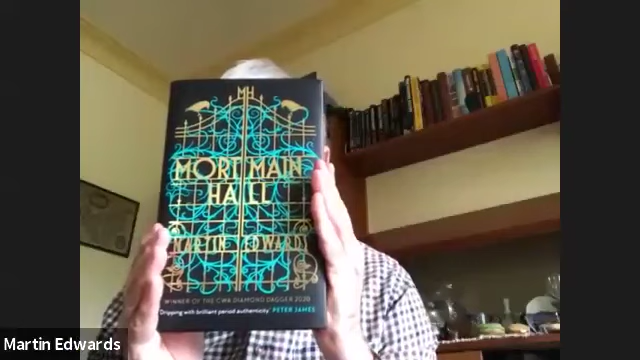 MH
MORTMAIN
HALL
MARTIN EDWARDS
WINNER OF THE CWA DIAMOND DAGGER 2020
'Dripping with brilliant period authenticity' PETER JAMES
Martin Edwards